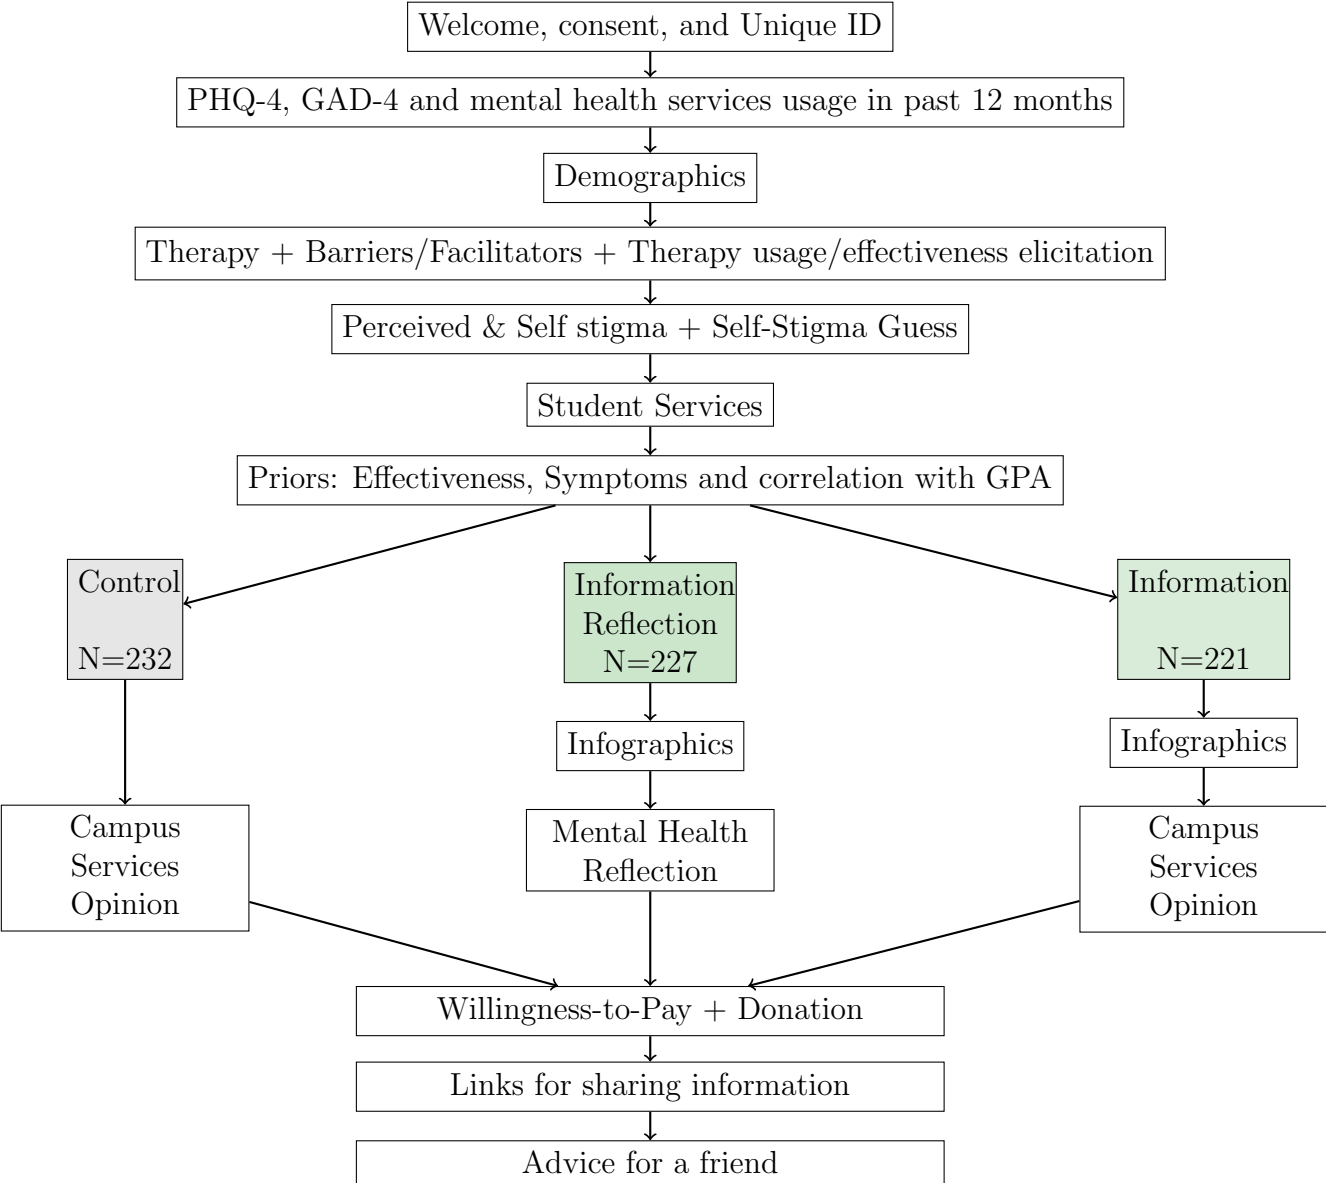 Welcome, consent, and Unique ID
PHQ-4, GAD-4 and mental health services usage in past 12 months
Demographics
Therapy + Barriers/Facilitators + Therapy usage/effectiveness elicitation
Perceived & Self stigma + Self-Stigma Guess
Student Services
Priors: Effectiveness, Symptoms and correlation with GPA
Control
N=232
Information
Reflection
N=227
Information
N=221
Infographics
Infographics
Campus
Services
Opinion
Mental Health
Reflection
Campus
Services
Opinion
Willingness-to-Pay + Donation
Links for sharing information
Advice for a friend